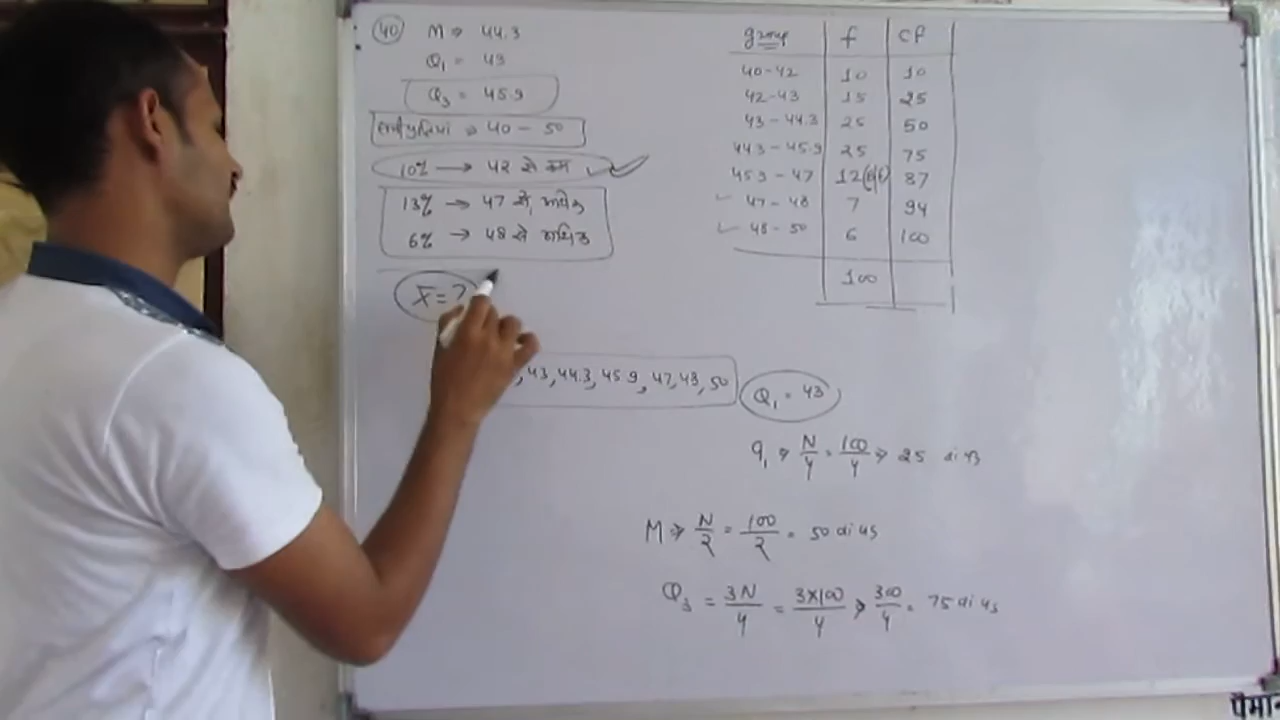 40 M ⇒ 44.3
Q₁ = 43
Q₃ = 45.9
⇒ 40 - 50
10% → 42 से कम ✓
13% → 47 से अधिक
6% → 48 से अधिक
x̄ = ?
group f cf
40-42 10 10
42-43 15 25
43-44.3 25 50
44.3-45.9 25 75
45.9-47 12 87
47-48 7 94
48-50 6 100
100
, 43, 44.3, 45.9, 47, 48, 50
Q₁ = 43
q₁ ⇒ N/4 = 100/4 ⇒ 25
M ⇒ N/2 = 100/2 = 50
Q₃ = 3N/4 = 3×100/4 ⇒ 300/4 = 75